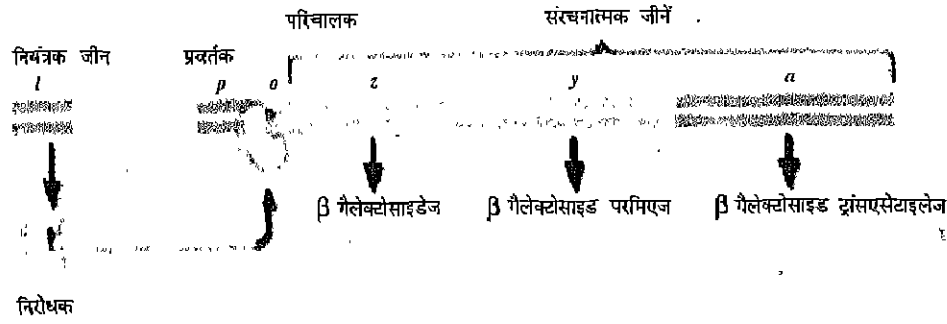 परिचालक संरचनात्मक जीनें
नियंत्रक जीन प्रवर्तक
i p o z y a
β गैलेक्टोसाइडेज β गैलेक्टोसाइड परमिएज β गैलेक्टोसाइड ट्रांसएसेटाइलेज
निरोधक